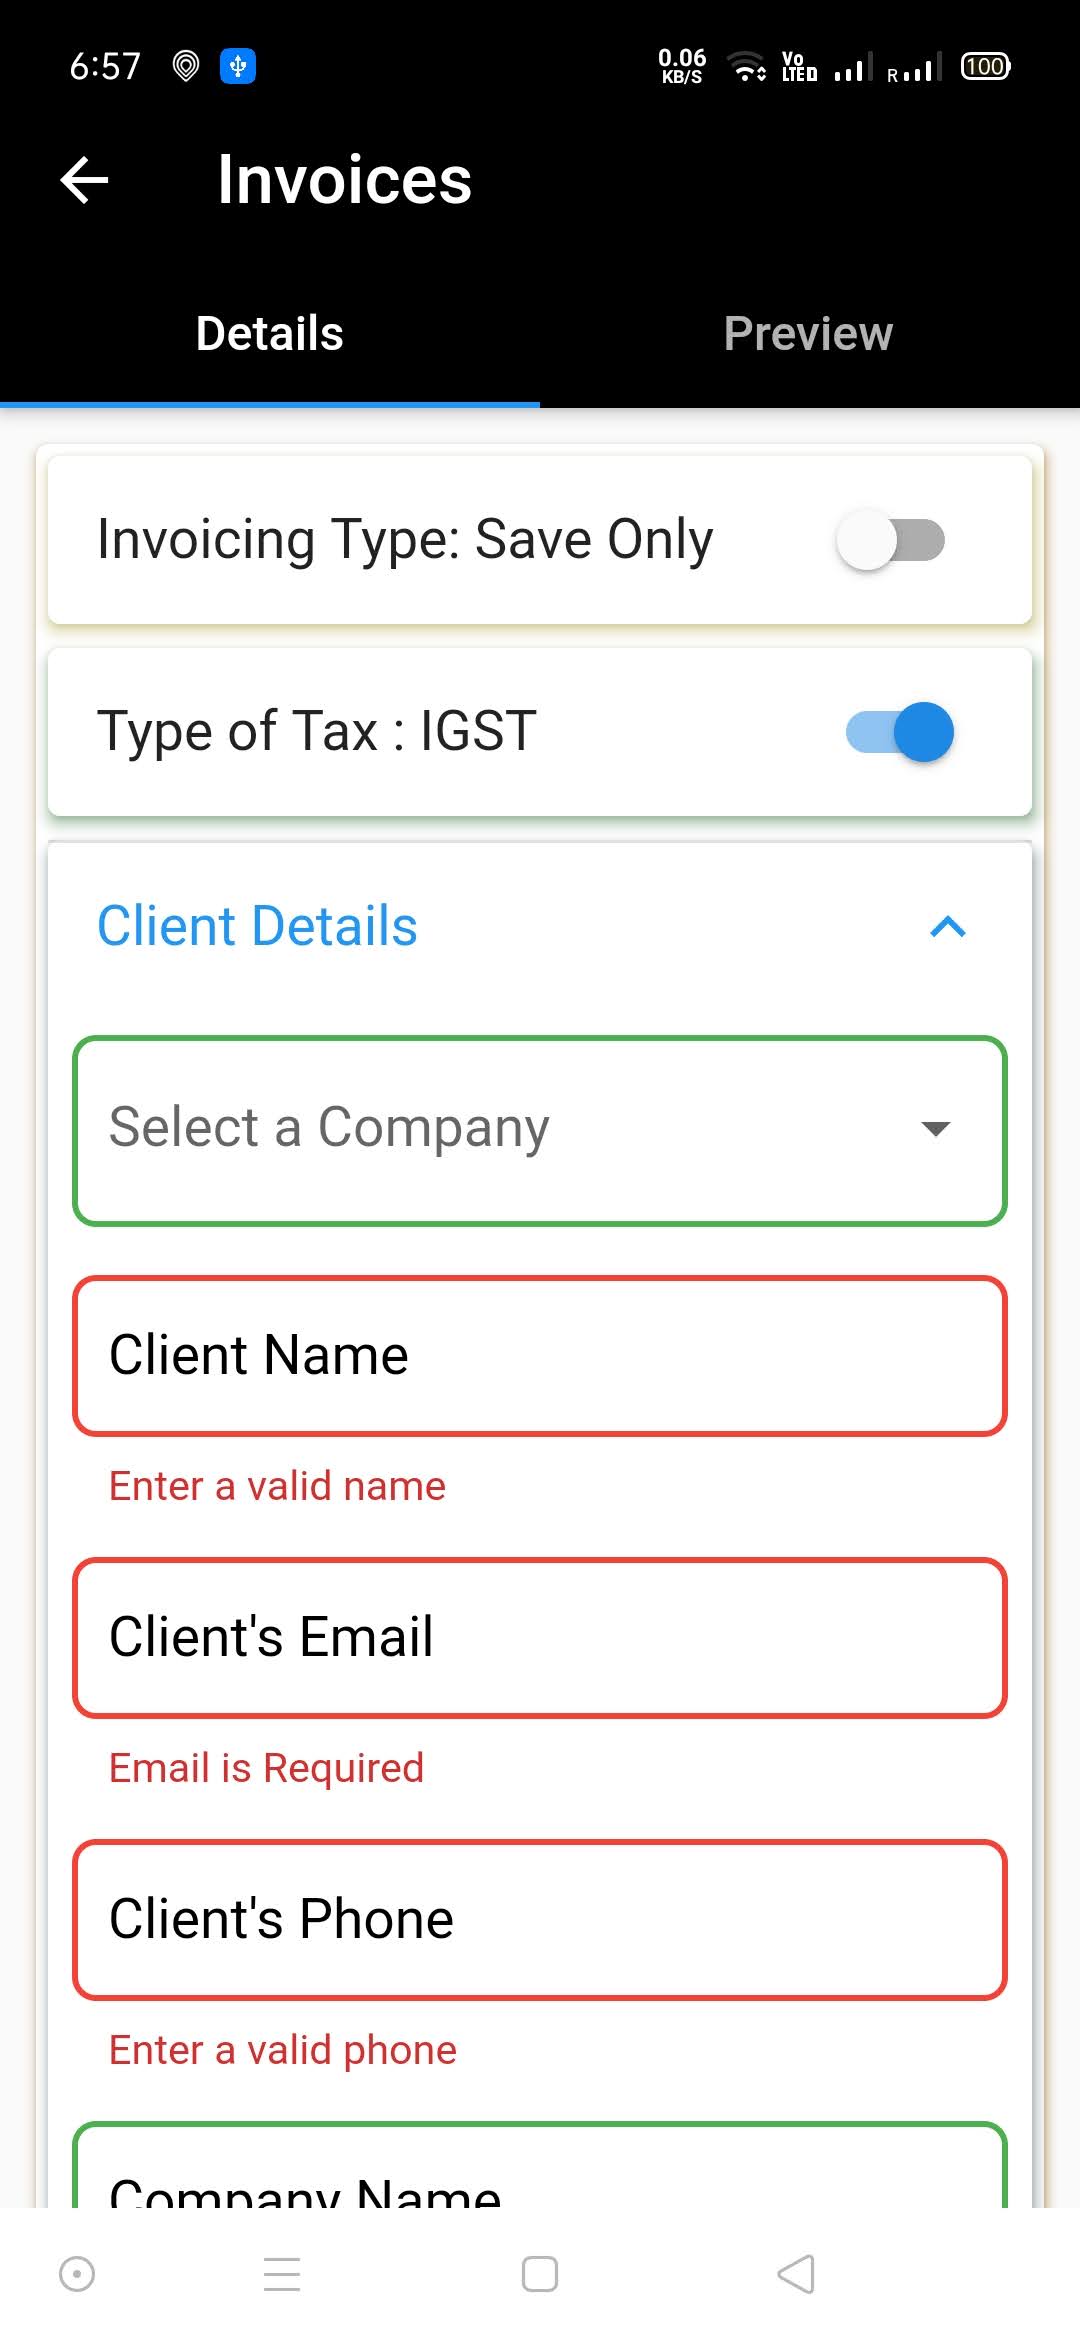 6:57
0.06
KB/S
Vo
LTED
R
100
Invoices
Details
Preview
Invoicing Type: Save Only
Type of Tax : IGST
Client Details
Select a Company
Client Name
Enter a valid name
Client's Email
Email is Required
Client's Phone
Enter a valid phone
Company Name